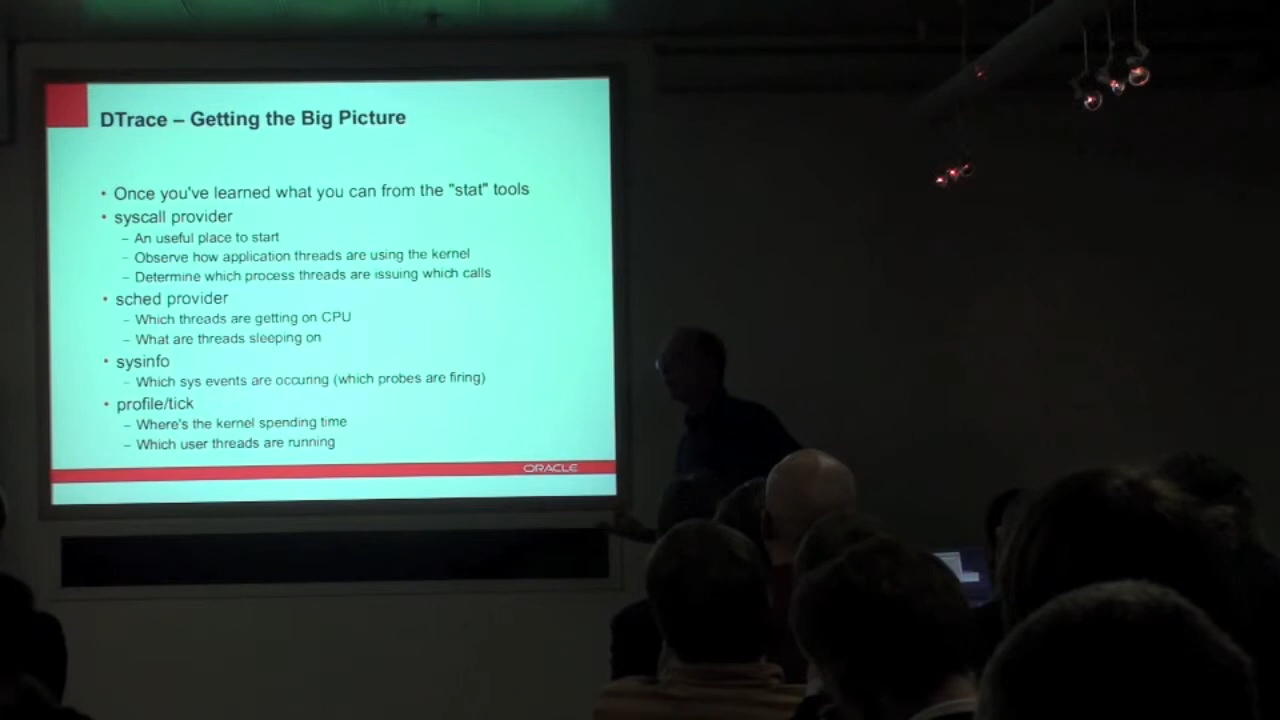 DTrace – Getting the Big Picture
• Once you've learned what you can from the "stat" tools
• syscall provider
– An useful place to start
– Observe how application threads are using the kernel
– Determine which process threads are issuing which calls
• sched provider
– Which threads are getting on CPU
– What are threads sleeping on
• sysinfo
– Which sys events are occuring (which probes are firing)
• profile/tick
– Where's the kernel spending time
– Which user threads are running
ORACLE